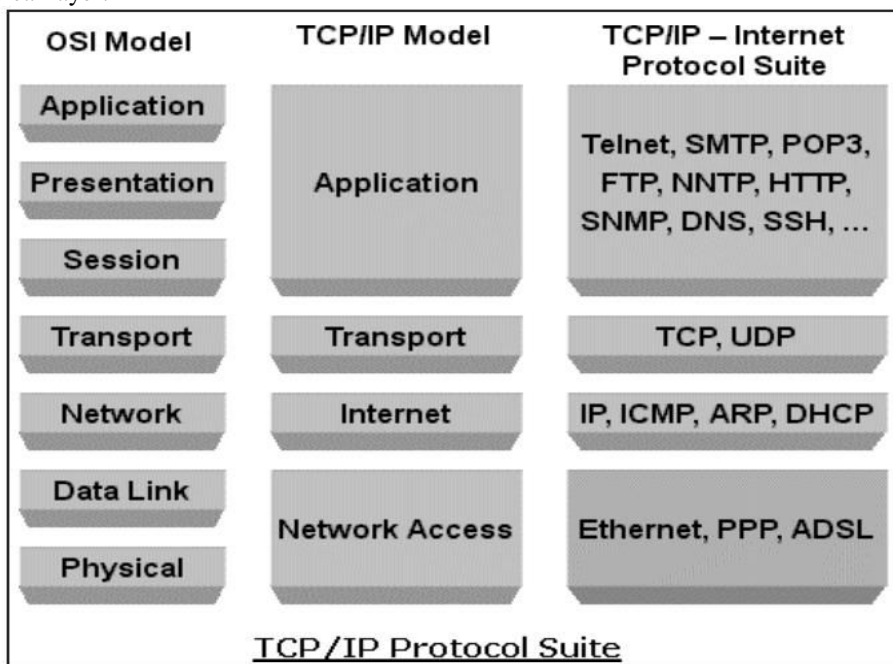 OSI Model
TCP/IP Model
TCP/IP – Internet
Protocol Suite
Application
Presentation
Session
Transport
Network
Data Link
Physical
Application
Transport
Internet
Network Access
Telnet, SMTP, POP3,
FTP, NNTP, HTTP,
SNMP, DNS, SSH, ...
TCP, UDP
IP, ICMP, ARP, DHCP
Ethernet, PPP, ADSL
TCP/IP Protocol Suite